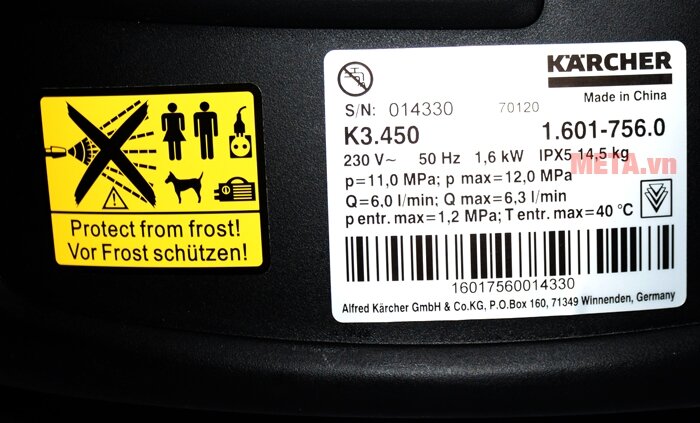 Protect from frost!
Vor Frost schützen!
KÄRCHER
Made in China
S/N: 014330 70120
K3.450 1.601-756.0
230 V~ 50 Hz 1,6 kW IPX5 14,5 kg
META.vn
p=11,0 MPa; p max=12,0 MPa
Q=6.0 l/min; Q max=6,3 l/min
p entr. max=1,2 MPa; T entr. max=40 °C
16017560014330
Alfred Kärcher GmbH & Co.KG, P.O.Box 160, 71349 Winnenden, Germany